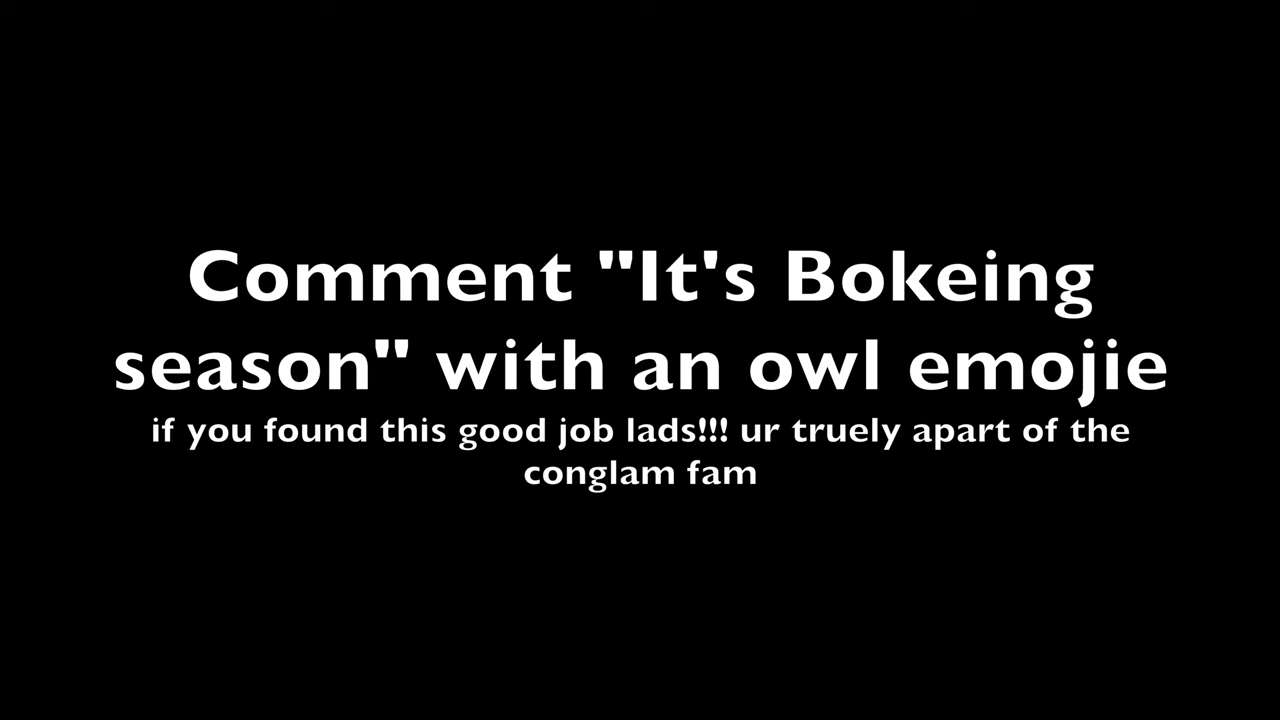 Comment "It's Bokeing
season" with an owl emojie
if you found this good job lads!!! ur truely apart of the
conglam fam